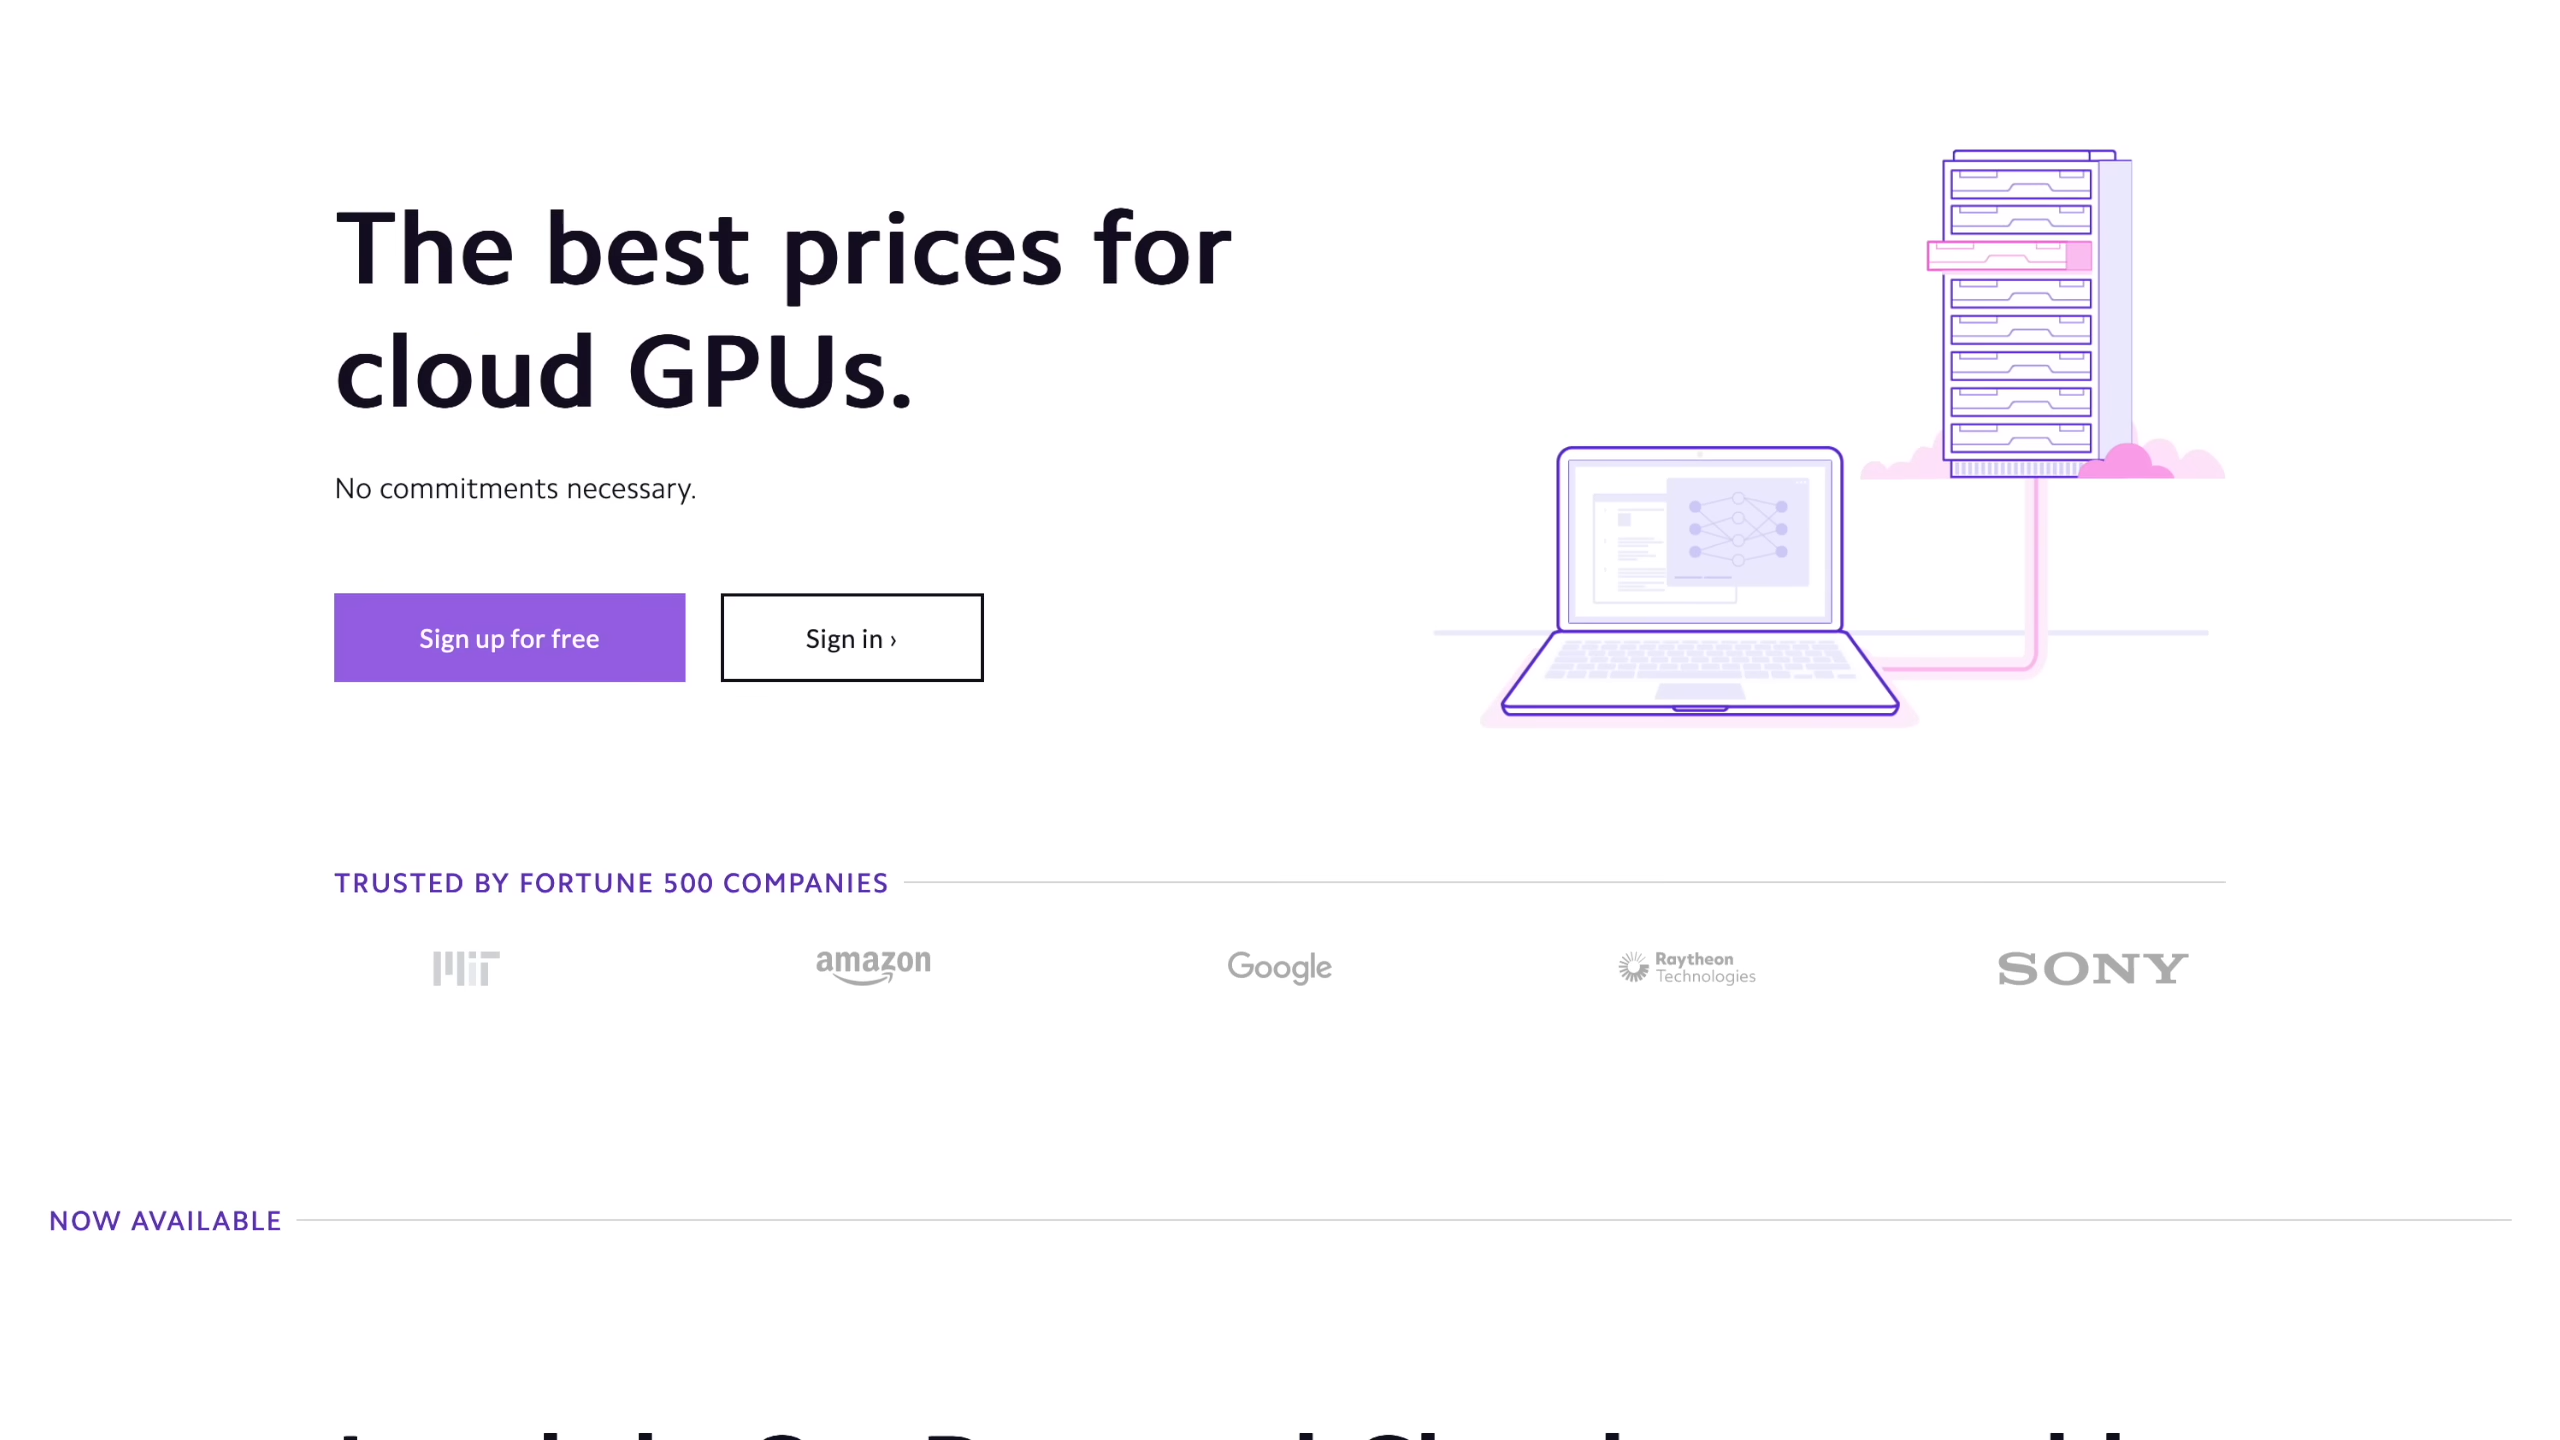 The best prices for
cloud GPUs.
No commitments necessary.
Sign up for free
Sign in ›
TRUSTED BY FORTUNE 500 COMPANIES
MIT
amazon
Google
Raytheon
Technologies
SONY
NOW AVAILABLE